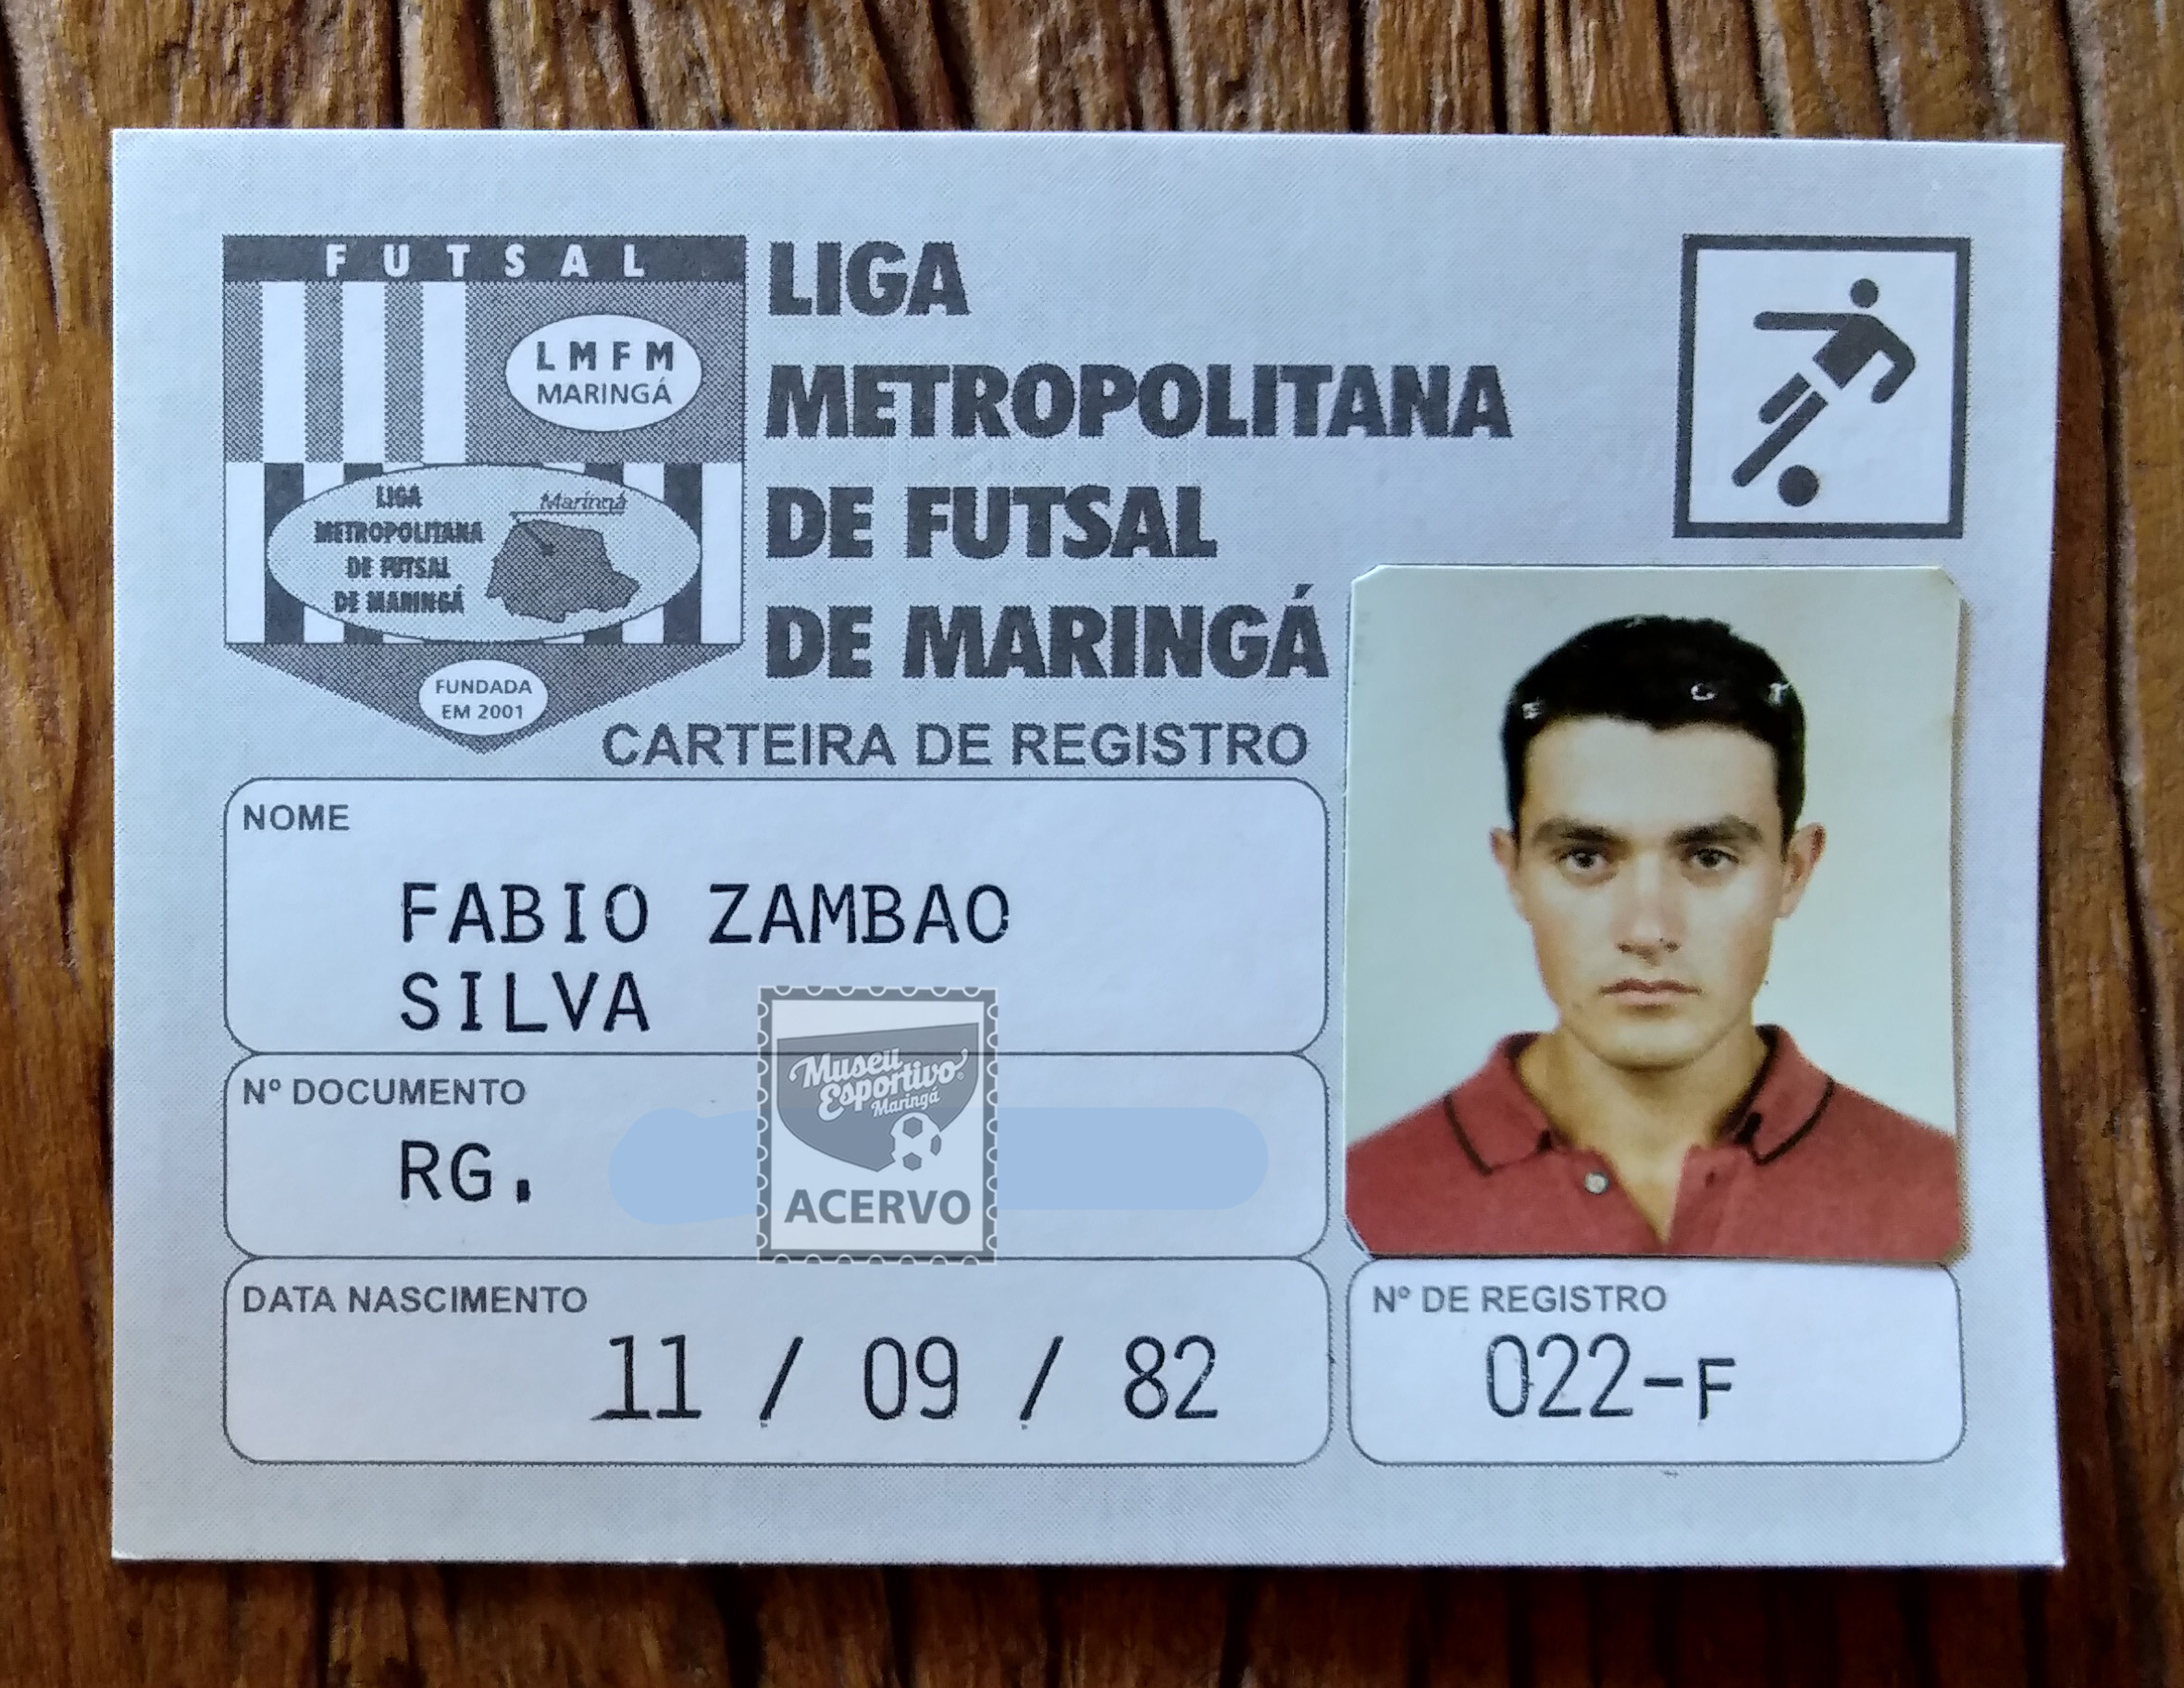 FUTSAL
LMFM
MARINGÁ
LIGA
METROPOLITANA
DE FUTSAL
DE MARINGÁ
Maringá
FUNDADA
EM 2001
LIGA
METROPOLITANA
DE FUTSAL
DE MARINGÁ
CARTEIRA DE REGISTRO
NOME
FABIO ZAMBAO
SILVA
Nº DOCUMENTO
RG.
Museu
Esportivo
Maringá
ACERVO
DATA NASCIMENTO
11 / 09 / 82
Nº DE REGISTRO
022-F